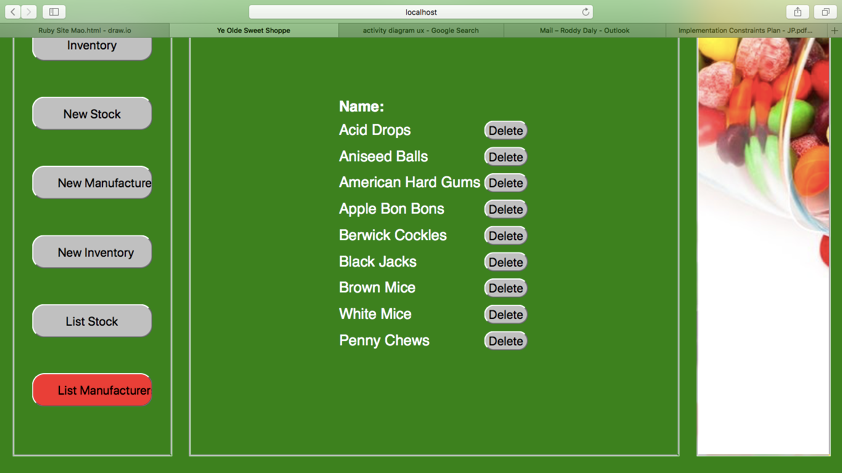 localhost
Ruby Site Mao.html - draw.io
Ye Olde Sweet Shoppe
activity diagram ux - Google Search
Mail – Roddy Daly – Outlook
Implementation Constraints Plan - JP.pdf...
Inventory
New Stock
New Manufacture
New Inventory
List Stock
List Manufacturer
Name:
Acid Drops Delete
Aniseed Balls Delete
American Hard Gums Delete
Apple Bon Bons Delete
Berwick Cockles Delete
Black Jacks Delete
Brown Mice Delete
White Mice Delete
Penny Chews Delete